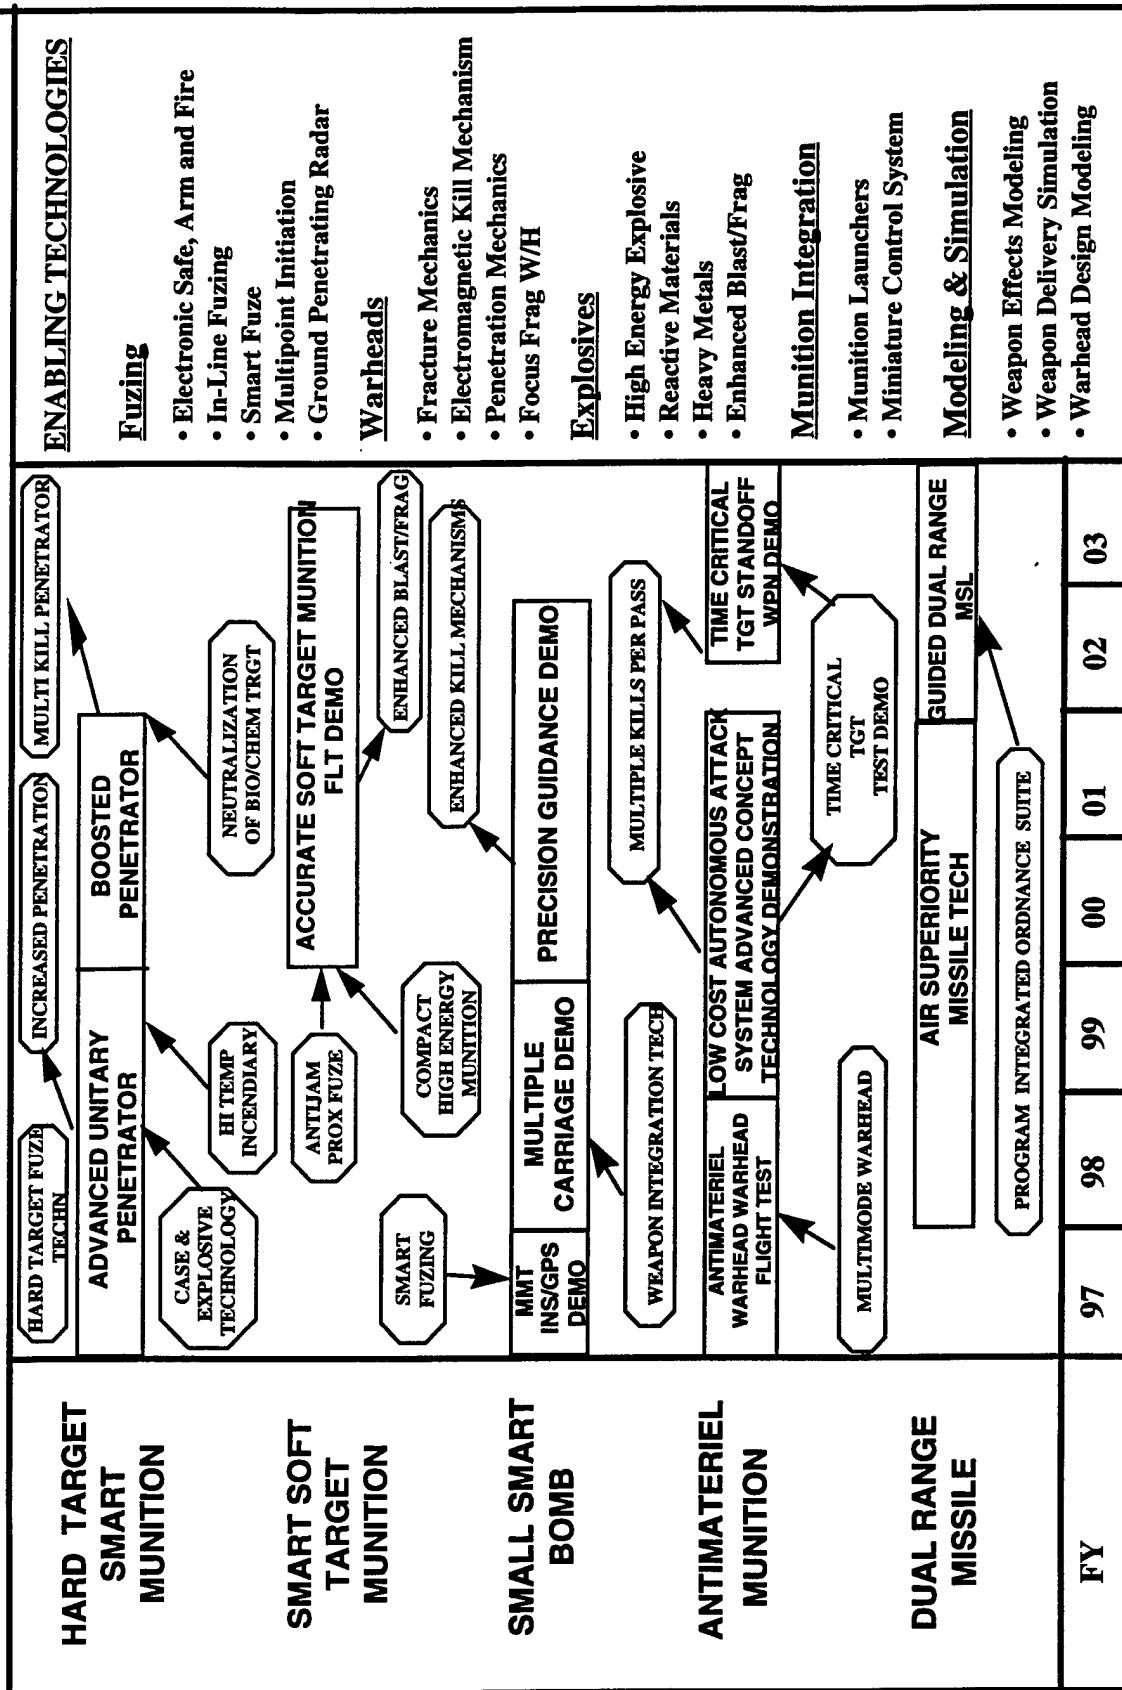 HARD TARGET
SMART
MUNITION
HARD TARGET FUZE
TECHN
INCREASED PENETRATION
MULTI KILL PENETRATOR
ADVANCED UNITARY
PENETRATOR
BOOSTED
PENETRATOR
CASE &
EXPLOSIVE
TECHNOLOGY
HI TEMP
INCENDIARY
NEUTRALIZATION
OF BIO/CHEM TRGT
SMART SOFT
TARGET
MUNITION
ANTIJAM
PROX FUZE
ACCURATE SOFT TARGET MUNITION
FLT DEMO
SMART
FUZING
COMPACT
HIGH ENERGY
MUNITION
ENHANCED BLAST/FRAG
ENHANCED KILL MECHANISMS
SMALL SMART
BOMB
MMT
INS/GPS
DEMO
MULTIPLE
CARRIAGE DEMO
PRECISION GUIDANCE DEMO
WEAPON INTEGRATION TECH
MULTIPLE KILLS PER PASS
ANTIMATERIEL
MUNITION
ANTIMATERIEL
WARHEAD WARHEAD
FLIGHT TEST
LOW COST AUTONOMOUS ATTACK
SYSTEM ADVANCED CONCEPT
TECHNOLOGY DEMONSTRATION
TIME CRITICAL
TGT STANDOFF
WPN DEMO
MULTIMODE WARHEAD
TIME CRITICAL
TGT
TEST DEMO
DUAL RANGE
MISSILE
AIR SUPERIORITY
MISSILE TECH
GUIDED DUAL RANGE
MSL
PROGRAM INTEGRATED ORDNANCE SUITE
FY 97 98 99 00 01 02 03
ENABLING TECHNOLOGIES
Fuzing
• Electronic Safe, Arm and Fire
• In-Line Fuzing
• Smart Fuze
• Multipoint Initiation
• Ground Penetrating Radar
Warheads
• Fracture Mechanics
• Electromagnetic Kill Mechanism
• Penetration Mechanics
• Focus Frag W/H
Explosives
• High Energy Explosive
• Reactive Materials
• Heavy Metals
• Enhanced Blast/Frag
Munition Integration
• Munition Launchers
• Miniature Control System
Modeling & Simulation
• Weapon Effects Modeling
• Weapon Delivery Simulation
• Warhead Design Modeling